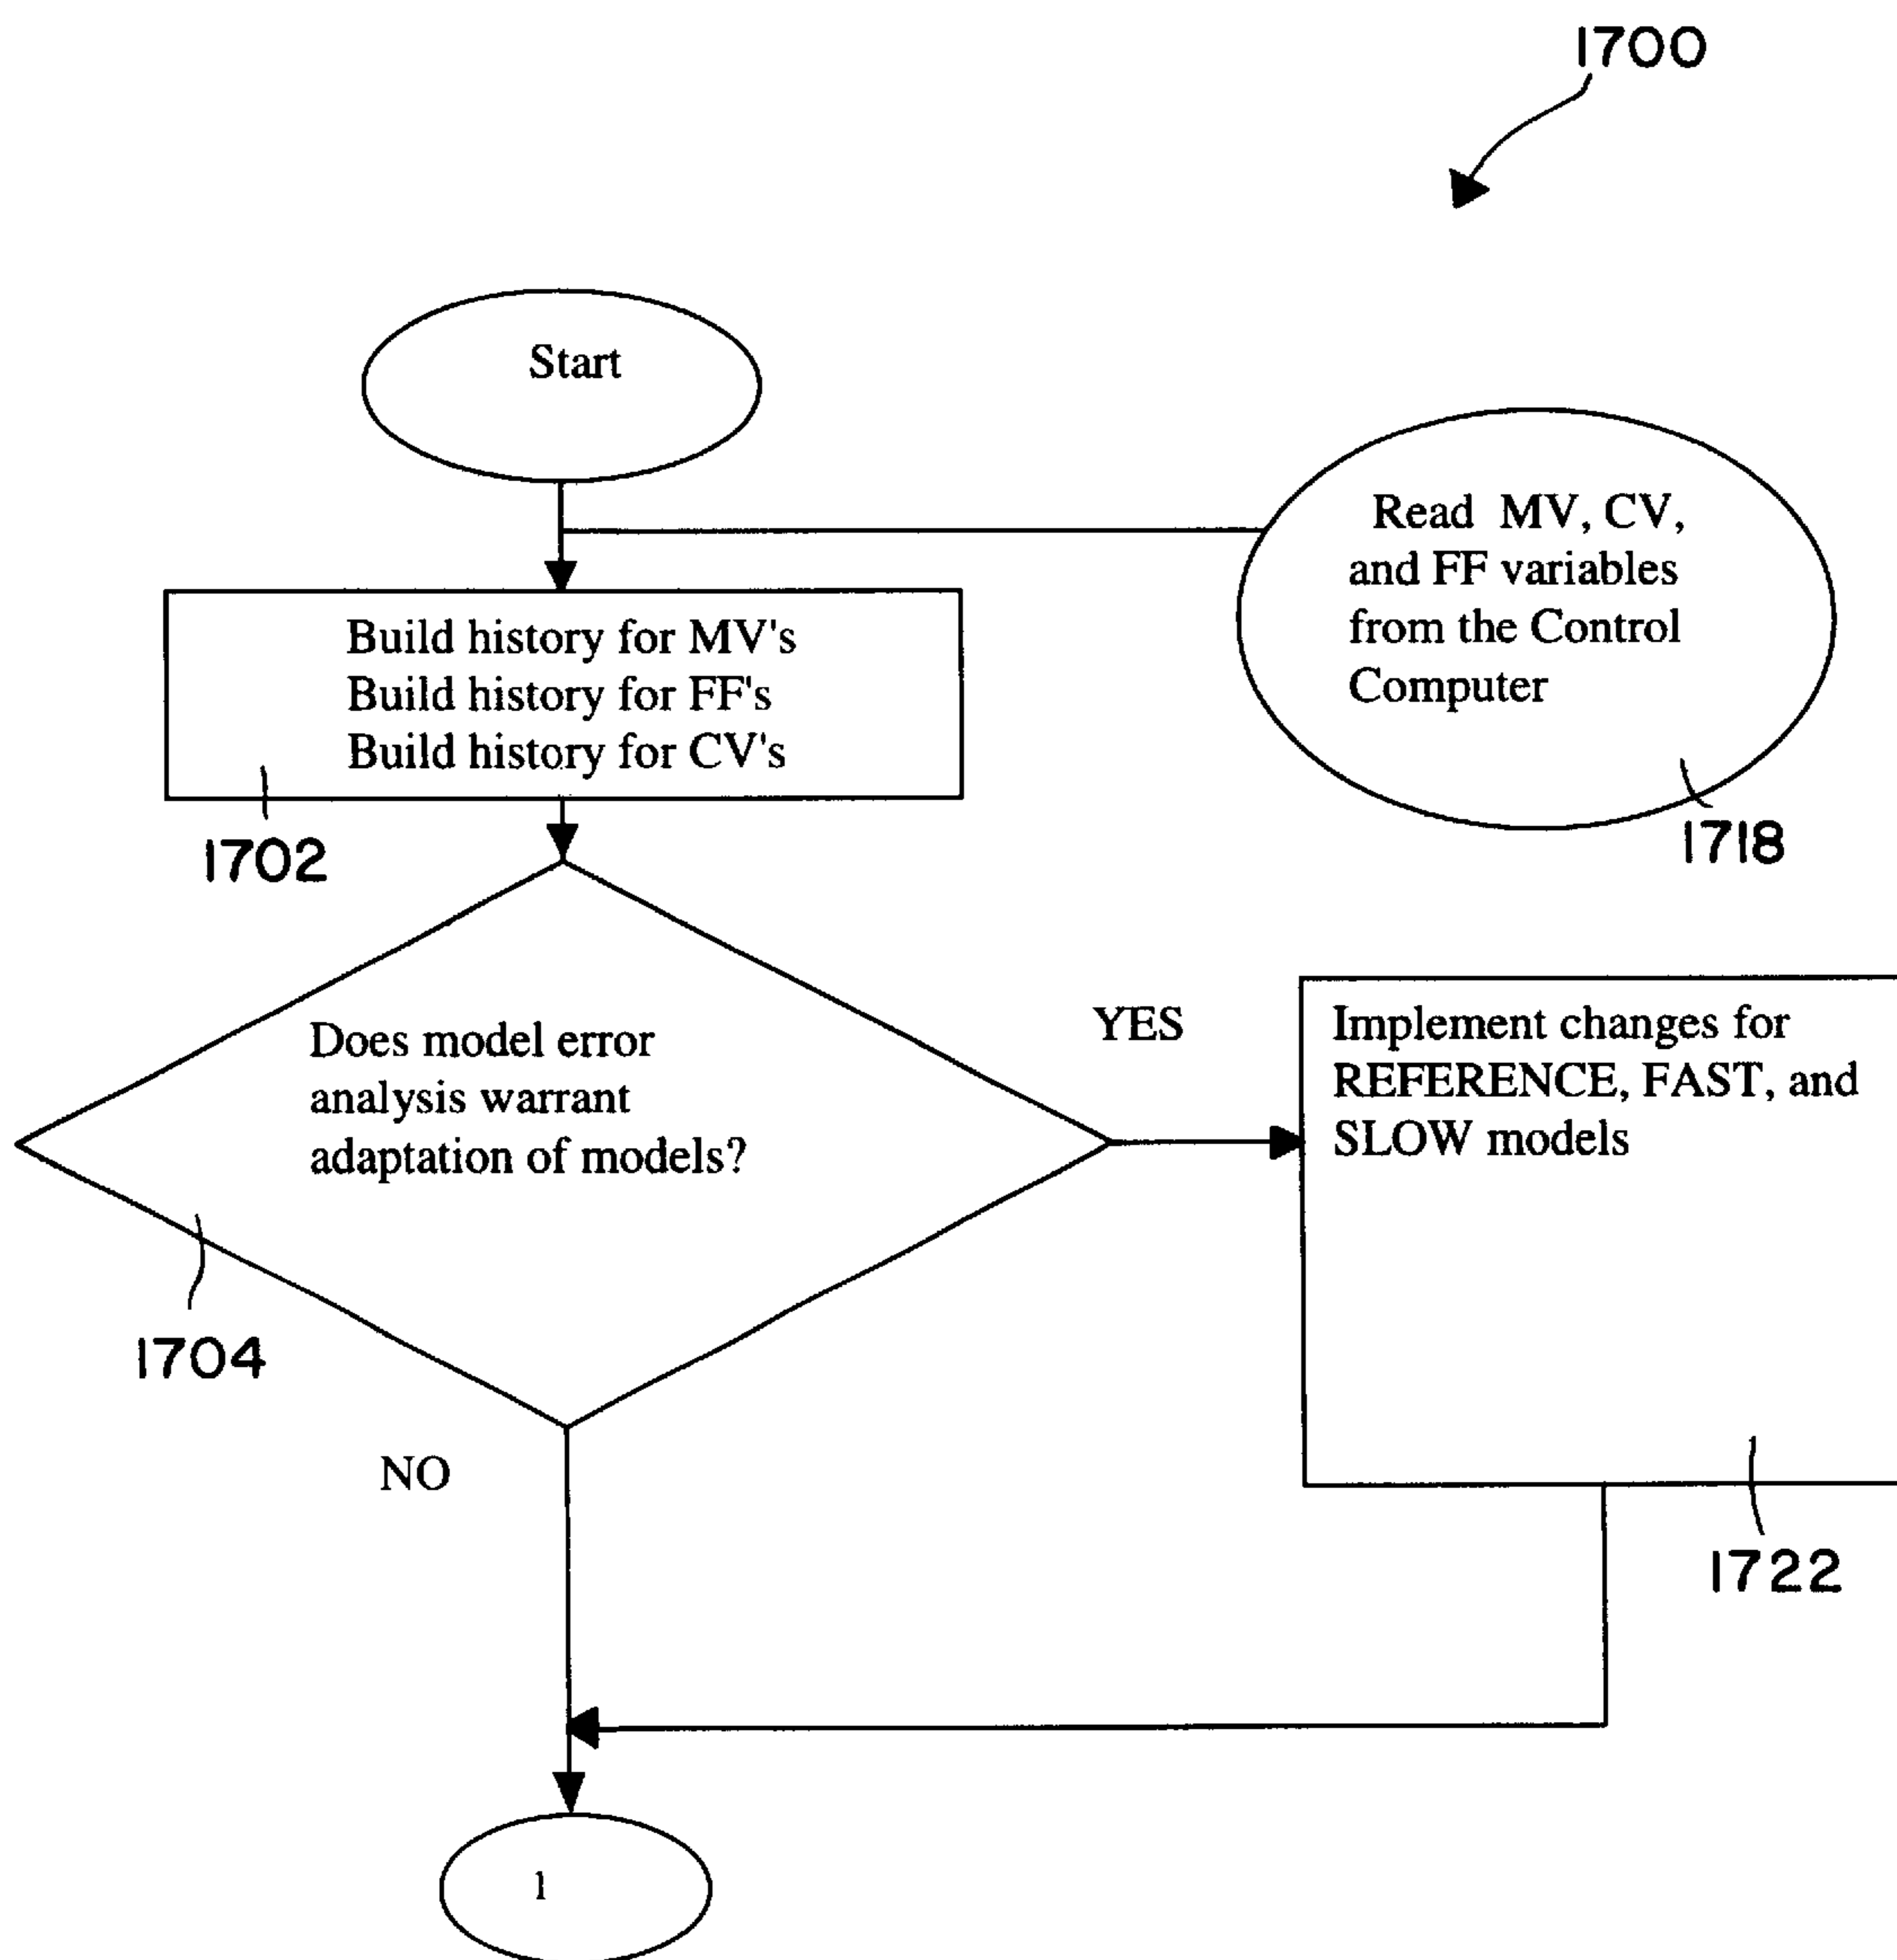 1700
Start
Read MV, CV,
and FF variables
from the Control
Computer
1718
Build history for MV's
Build history for FF's
Build history for CV's
1702
Does model error
analysis warrant
adaptation of models?
1704
YES
Implement changes for
REFERENCE, FAST, and
SLOW models
1722
NO
1